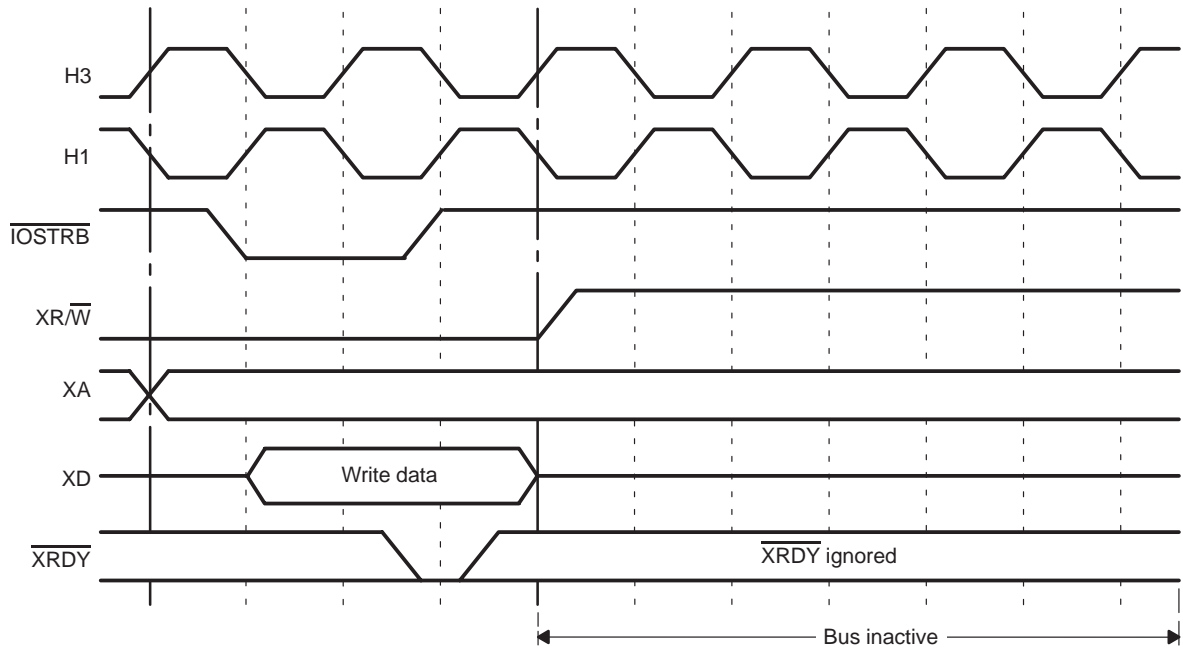 H3
H1
IOSTRB
XR/W
XA
XD
Write data
XRDY
XRDY ignored
Bus inactive